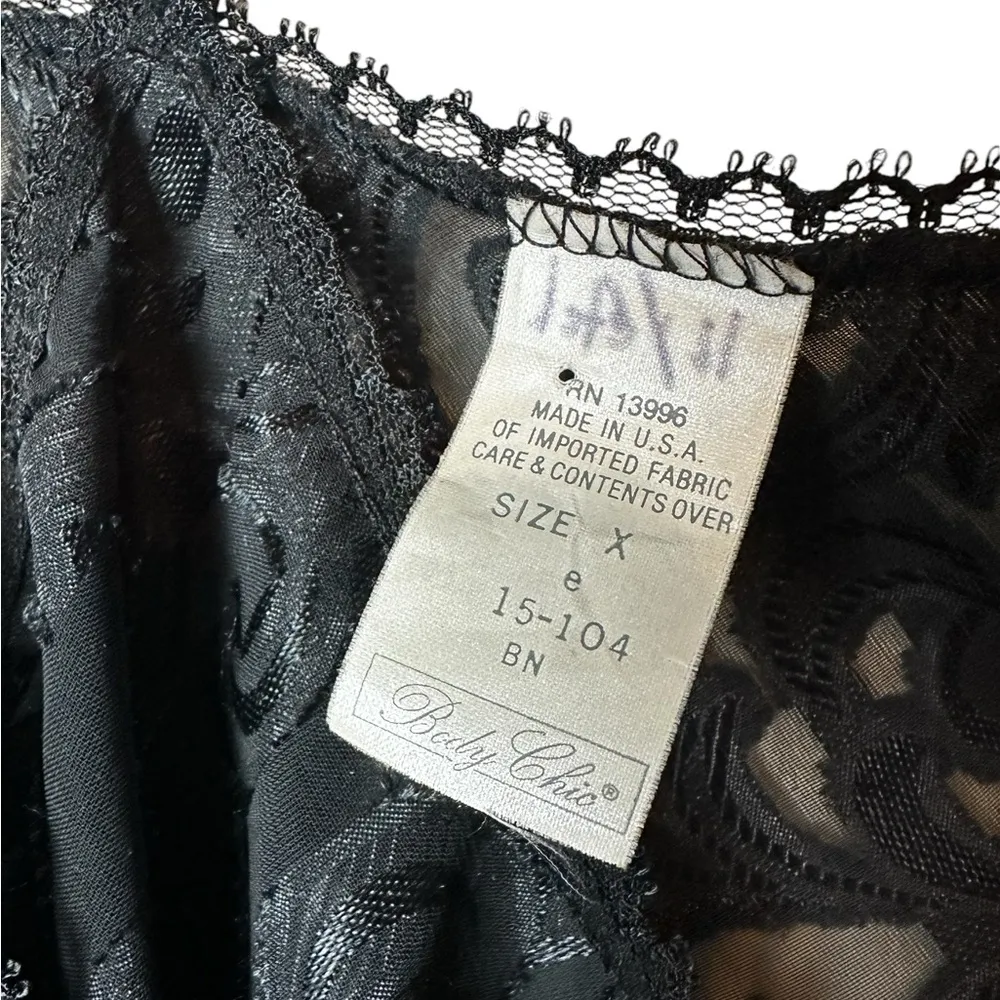 RN 13996
MADE IN U.S.A.
OF IMPORTED FABRIC
CARE & CONTENTS OVER
SIZE X
e
15-104
BN
Body Chic®